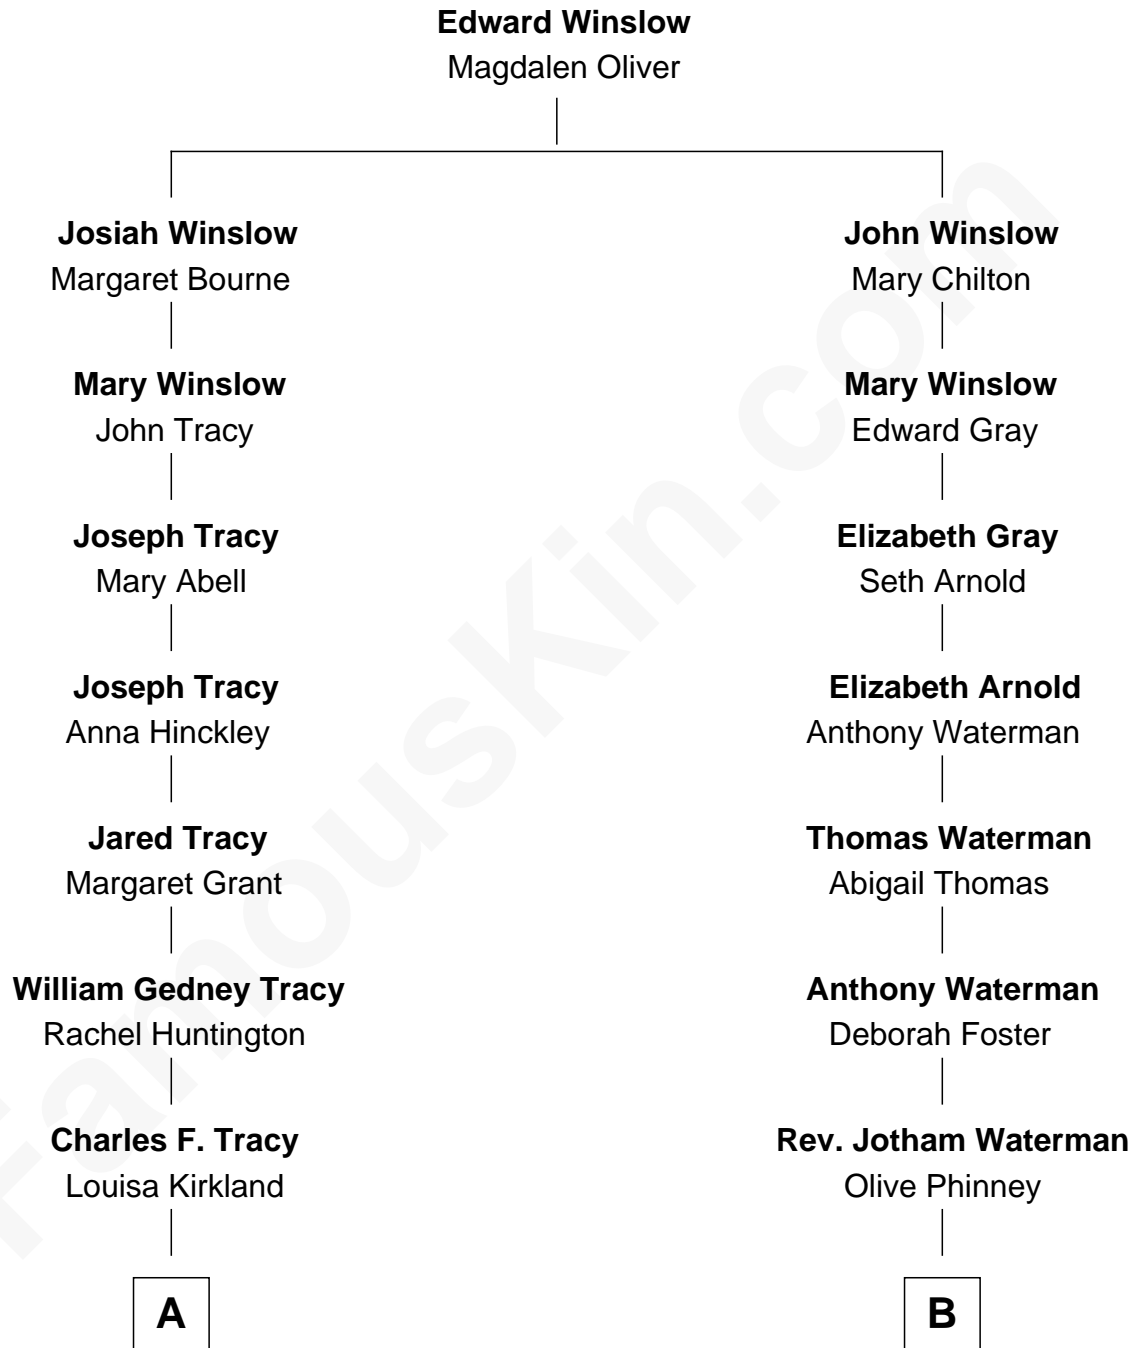 Edward Winslow
Magdalen Oliver
Josiah Winslow
Margaret Bourne
John Winslow
Mary Chilton
Mary Winslow
John Tracy
Mary Winslow
Edward Gray
Joseph Tracy
Mary Abell
Elizabeth Gray
Seth Arnold
Joseph Tracy
Anna Hinckley
Elizabeth Arnold
Anthony Waterman
Jared Tracy
Margaret Grant
Thomas Waterman
Abigail Thomas
William Gedney Tracy
Rachel Huntington
Anthony Waterman
Deborah Foster
Charles F. Tracy
Louisa Kirkland
Rev. Jotham Waterman
Olive Phinney
A
B
FamousKin.com